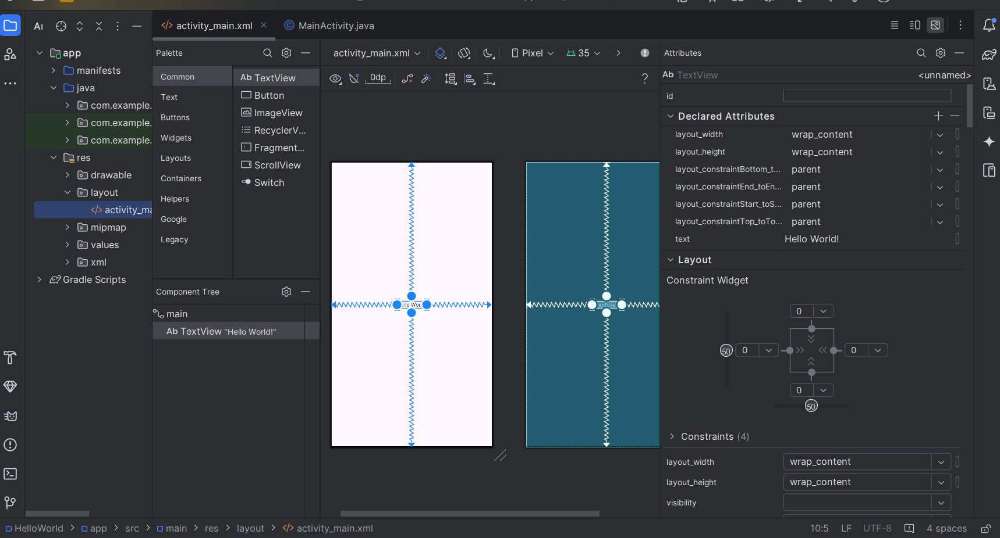 activity_main.xml
MainActivity.java
app
manifests
java
com.example.
com.example.
com.example.
res
drawable
layout
activity_ma
mipmap
values
xml
Gradle Scripts
Palette
Common
Text
Buttons
Widgets
Layouts
Containers
Helpers
Google
Legacy
Ab TextView
Button
ImageView
RecyclerV...
Fragment...
ScrollView
Switch
Component Tree
main
Ab TextView "Hello World!"
activity_main.xml
Pixel
35
0dp
?
ello Worl
extVie
Attributes
Ab TextView
<unnamed>
id
Declared Attributes
layout_width wrap_content
layout_height wrap_content
layout_constraintBottom_t... parent
layout_constraintEnd_toEn... parent
layout_constraintStart_toS... parent
layout_constraintTop_toTo... parent
text Hello World!
Layout
Constraint Widget
0
50 0 0
0
50
Constraints (4)
layout_width wrap_content
layout_height wrap_content
visibility
HelloWorld > app > src > main > res > layout > activity_main.xml
10:5 LF UTF-8 4 spaces